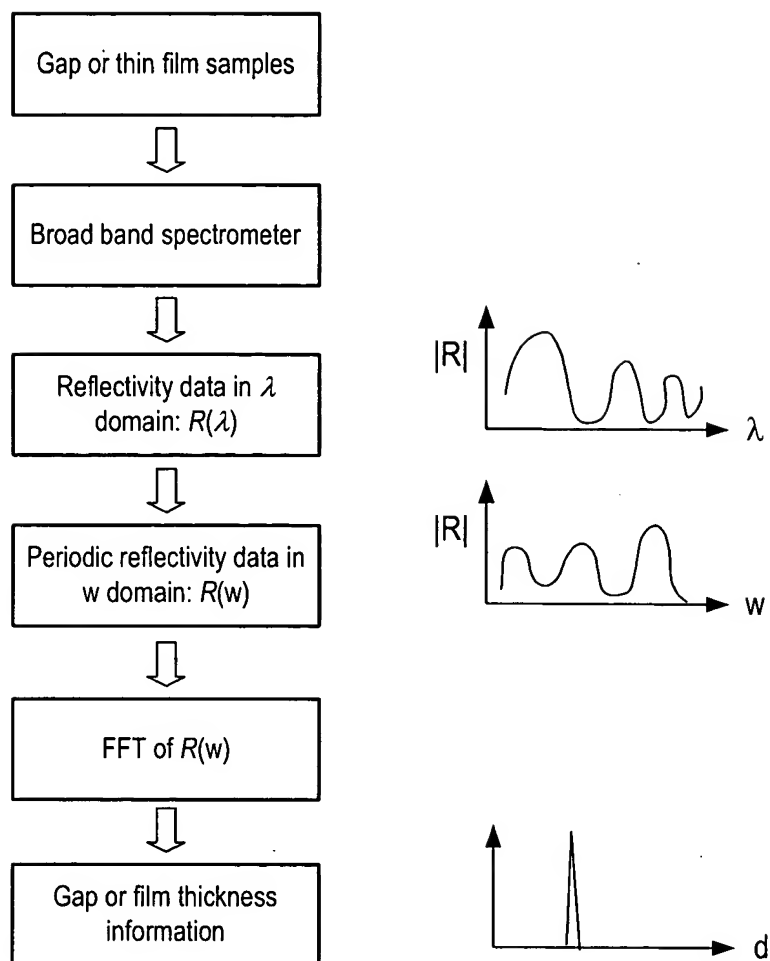 Gap or thin film samples
Broad band spectrometer
Reflectivity data in λ
domain: R(λ)
|R|
λ
Periodic reflectivity data in
w domain: R(w)
|R|
w
FFT of R(w)
Gap or film thickness
information
d